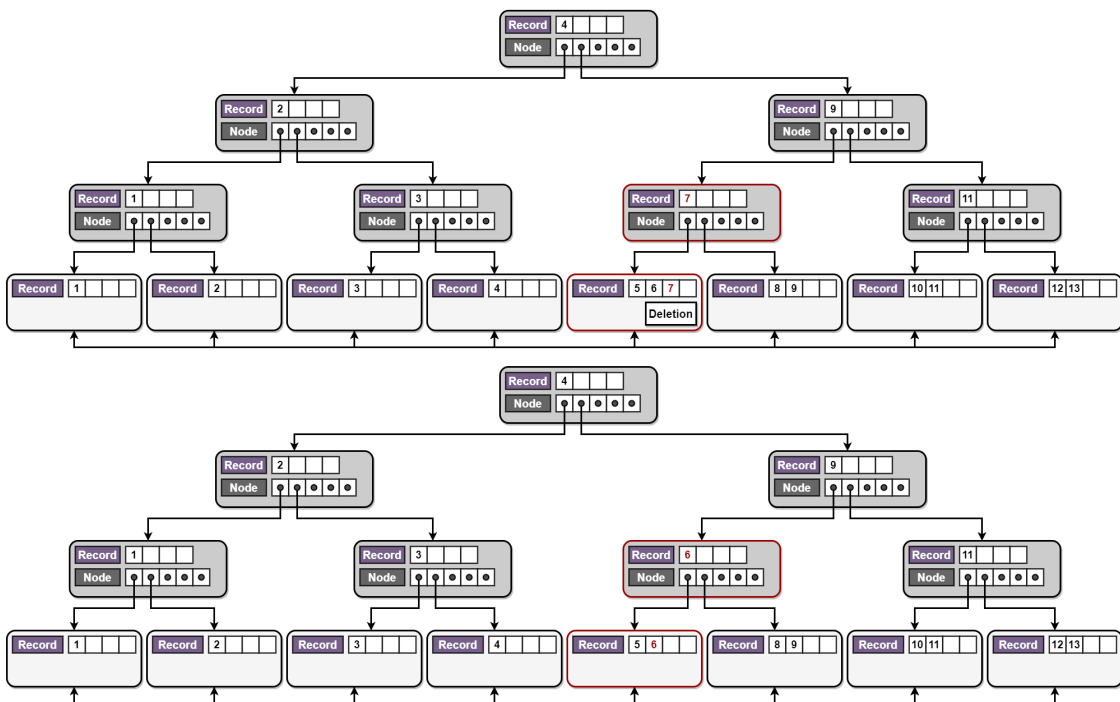 Record 4
Node
Record 2
Node
Record 9
Node
Record 1
Node
Record 3
Node
Record 7
Node
Record 11
Node
Record 1
Record 2
Record 3
Record 4
Record 5 6 7
Record 8 9
Record 10 11
Record 12 13
Deletion
Record 4
Node
Record 2
Node
Record 9
Node
Record 1
Node
Record 3
Node
Record 6
Node
Record 11
Node
Record 1
Record 2
Record 3
Record 4
Record 5 6
Record 8 9
Record 10 11
Record 12 13